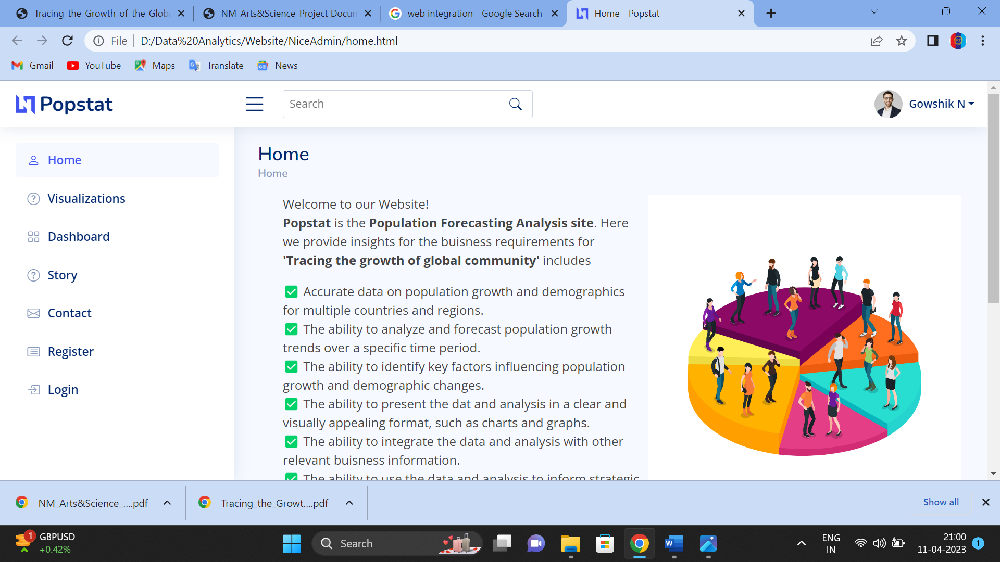 Tracing_the_Growth_of_the_Globa
NM_Arts&Science_Project Docum
web integration - Google Search
Home - Popstat
File
D:/Data%20Analytics/Website/NiceAdmin/home.html
Gmail
YouTube
Maps
Translate
News
Popstat
Search
Gowshik N
Home
Visualizations
Dashboard
Story
Contact
Register
Login
Home
Home
Welcome to our Website!
Popstat is the Population Forecasting Analysis site. Here
we provide insights for the buisness requirements for
'Tracing the growth of global community' includes
✅ Accurate data on population growth and demographics
for multiple countries and regions.
✅ The ability to analyze and forecast population growth
trends over a specific time period.
✅ The ability to identify key factors influencing population
growth and demographic changes.
✅ The ability to present the dat and analysis in a clear and
visually appealing format, such as charts and graphs.
✅ The ability to integrate the data and analysis with other
relevant buisness information.
✅ The ability to use the data and analysis to inform strategic
NM_Arts&Science_....pdf
Tracing_the_Growt....pdf
Show all
1
GBPUSD
+0.42%
Search
ENG
IN
21:00
11-04-2023
1